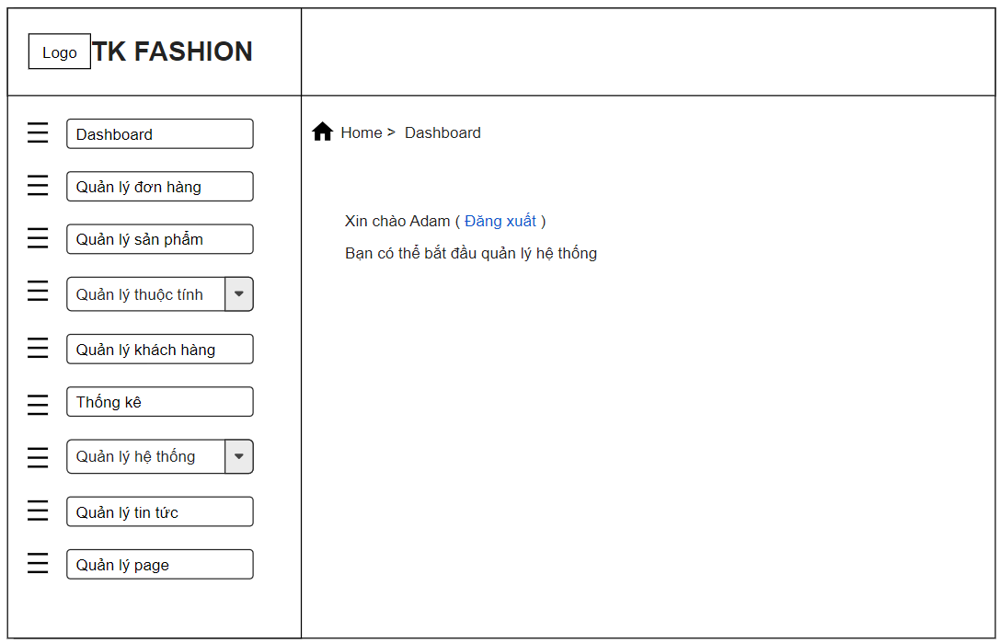 Logo TK FASHION
Dashboard
Quản lý đơn hàng
Quản lý sản phẩm
Quản lý thuộc tính
Quản lý khách hàng
Thống kê
Quản lý hệ thống
Quản lý tin tức
Quản lý page
Home > Dashboard
Xin chào Adam ( Đăng xuất )
Bạn có thể bắt đầu quản lý hệ thống